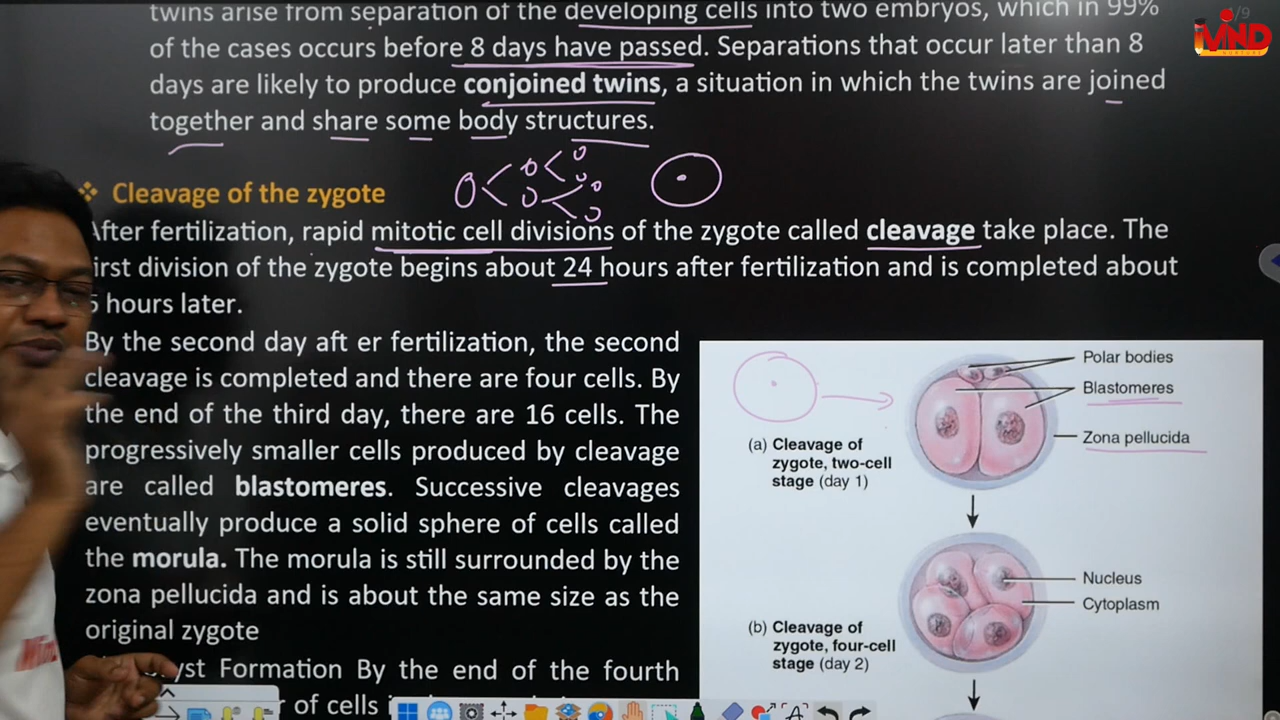 twins arise from separation of the developing cells into two embryos, which in 99%
of the cases occurs before 8 days have passed. Separations that occur later than 8
days are likely to produce conjoined twins, a situation in which the twins are joined
together and share some body structures.
❖ Cleavage of the zygote
After fertilization, rapid mitotic cell divisions of the zygote called cleavage take place. The
irst division of the zygote begins about 24 hours after fertilization and is completed about
6 hours later.
By the second day aft er fertilization, the second
cleavage is completed and there are four cells. By
the end of the third day, there are 16 cells. The
progressively smaller cells produced by cleavage
are called blastomeres. Successive cleavages
eventually produce a solid sphere of cells called
the morula. The morula is still surrounded by the
zona pellucida and is about the same size as the
original zygote
yst Formation By the end of the fourth
of cells
Polar bodies
Blastomeres
Zona pellucida
(a) Cleavage of
zygote, two-cell
stage (day 1)
Nucleus
Cytoplasm
(b) Cleavage of
zygote, four-cell
stage (day 2)
/9
MIND